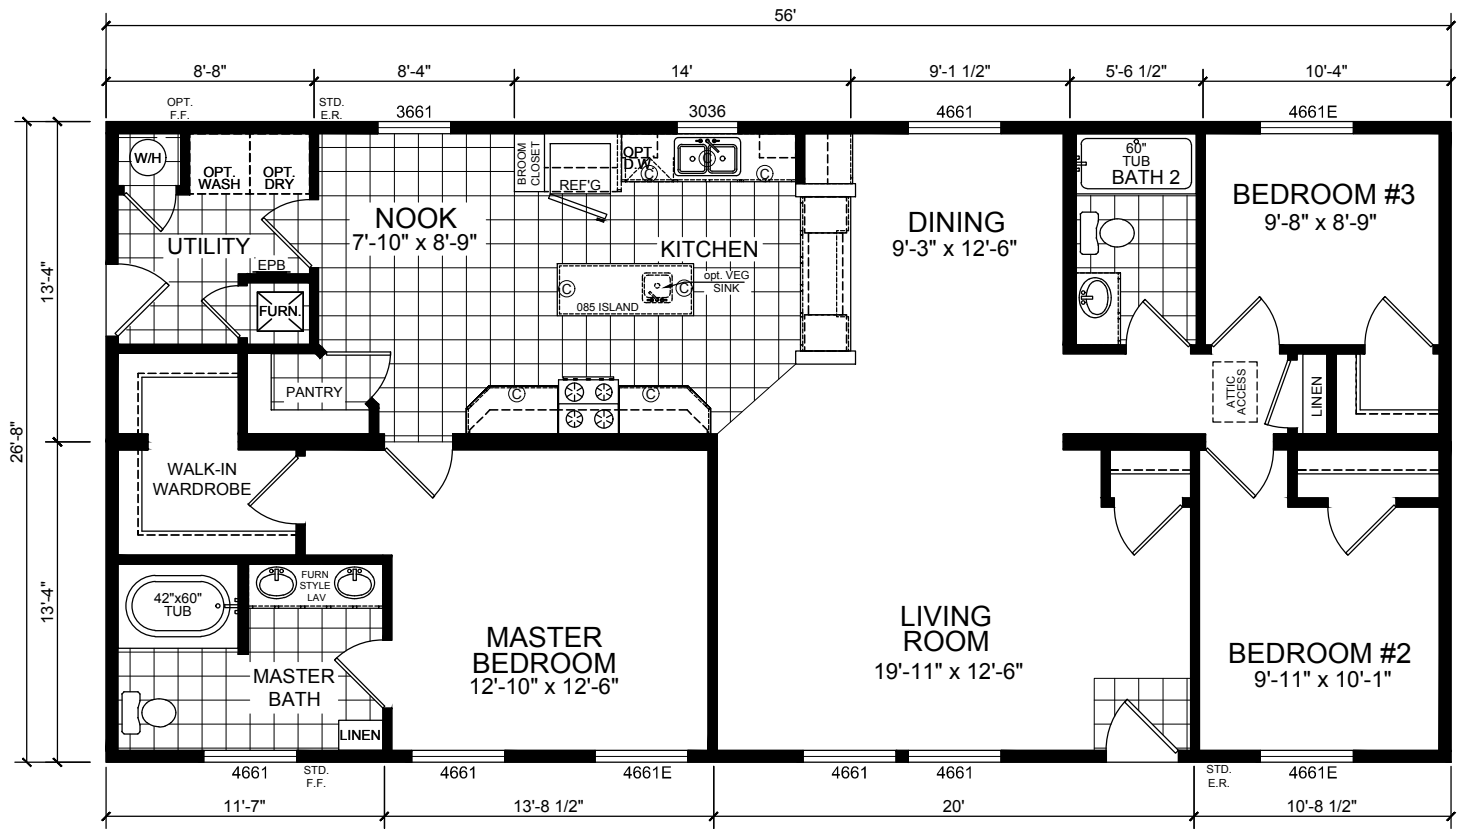 56'
8'-8"
8'-4"
14'
9'-1 1/2"
5'-6 1/2"
10'-4"
OPT.
F.F.
STD.
E.R.
3661
3036
4661
4661E
W/H
OPT.
WASH
OPT.
DRY
BROOM
CLOSET
REF'G
OPT
D.W.
C
C
C
60"
TUB
BATH 2
BEDROOM #3
9'-8" x 8'-9"
NOOK
7'-10" x 8'-9"
DINING
9'-3" x 12'-6"
UTILITY
KITCHEN
EPB
opt. VEG
SINK
C
C
085 ISLAND
FURN.
13'-4"
26'-8"
PANTRY
C
C
ATTIC
ACCESS
LINEN
WALK-IN
WARDROBE
13'-4"
FURN
STYLE
LAV
42"x60"
TUB
MASTER
BEDROOM
12'-10" x 12'-6"
LIVING
ROOM
19'-11" x 12'-6"
BEDROOM #2
9'-11" x 10'-1"
MASTER
BATH
LINEN
4661
STD.
F.F.
4661
4661E
4661
4661
STD.
E.R.
4661E
11'-7"
13'-8 1/2"
20'
10'-8 1/2"